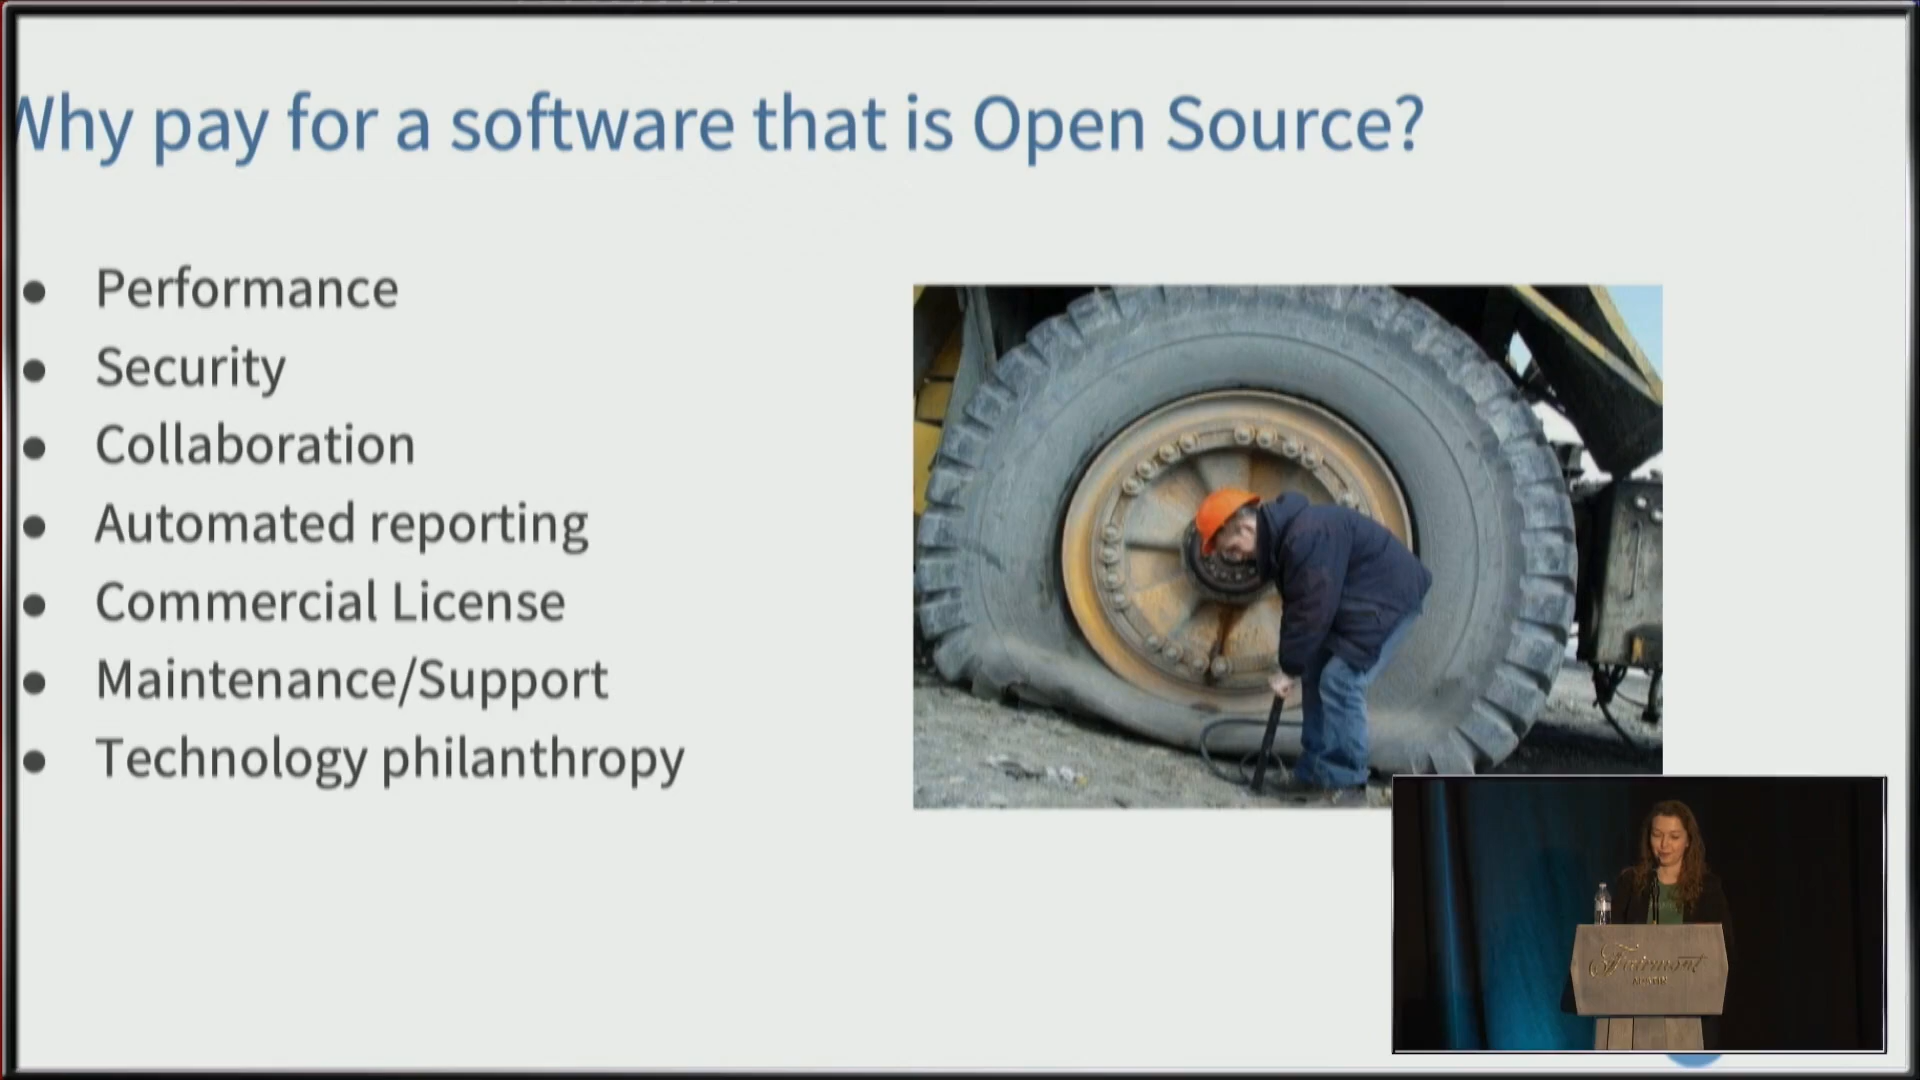 Why pay for a software that is Open Source?
● Performance
● Security
● Collaboration
● Automated reporting
● Commercial License
● Maintenance/Support
● Technology philanthropy
Fairmont
AUSTIN